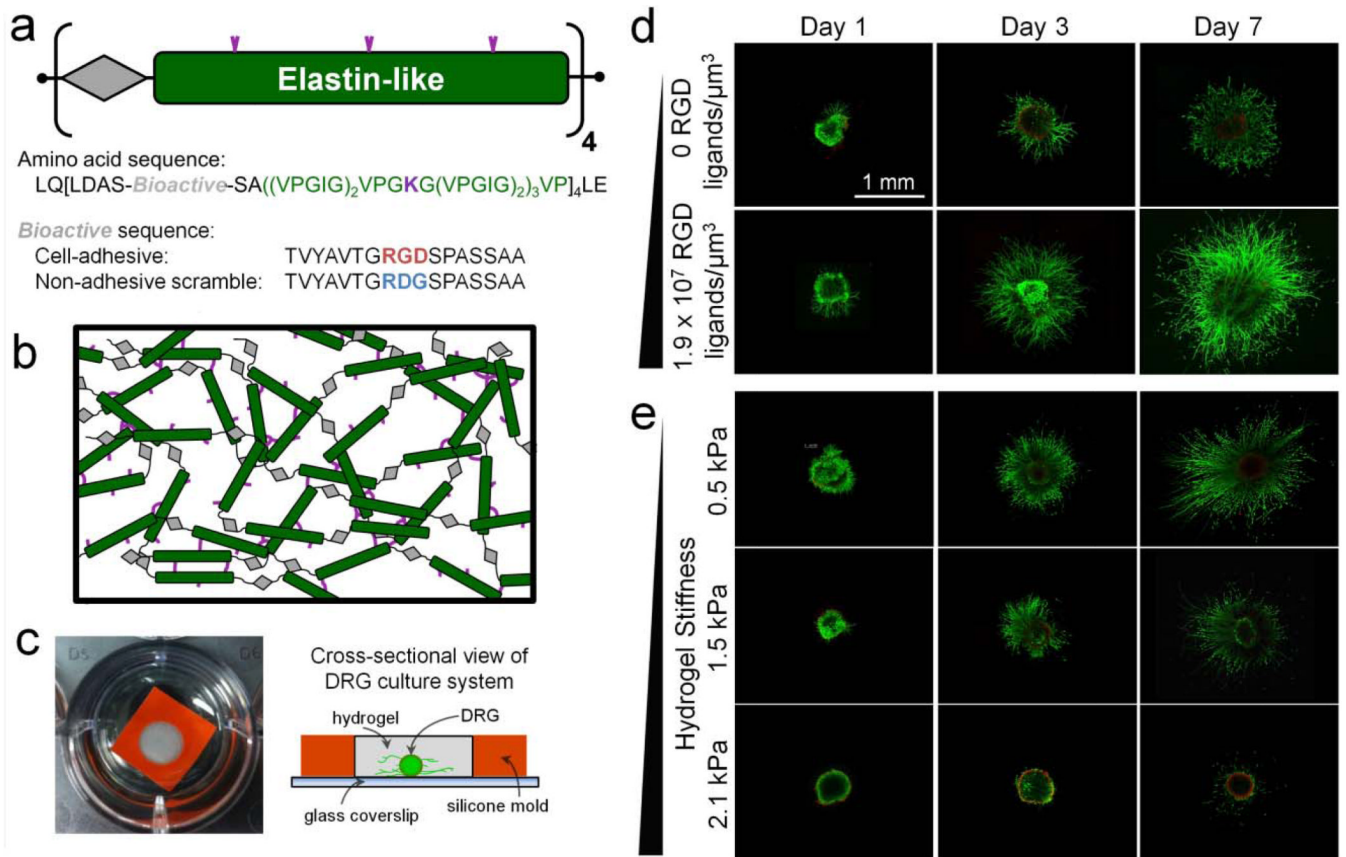 a
Elastin-like
4
Amino acid sequence:
LQ[LDAS-Bioactive-SA((VPGIG)2VPGKG(VPGIG)2)3VP]4LE
Bioactive sequence:
Cell-adhesive: TVYAVTGRGDSPASSAA
Non-adhesive scramble: TVYAVTGRDGSPASSAA
b
c
D5
Cross-sectional view of
DRG culture system
hydrogel
DRG
glass coverslip
silicone mold
d
Day 1
Day 3
Day 7
0 RGD
ligands/μm³
1 mm
1.9 x 10⁷ RGD
ligands/μm³
e
Hydrogel Stiffness
0.5 kPa
1.5 kPa
2.1 kPa